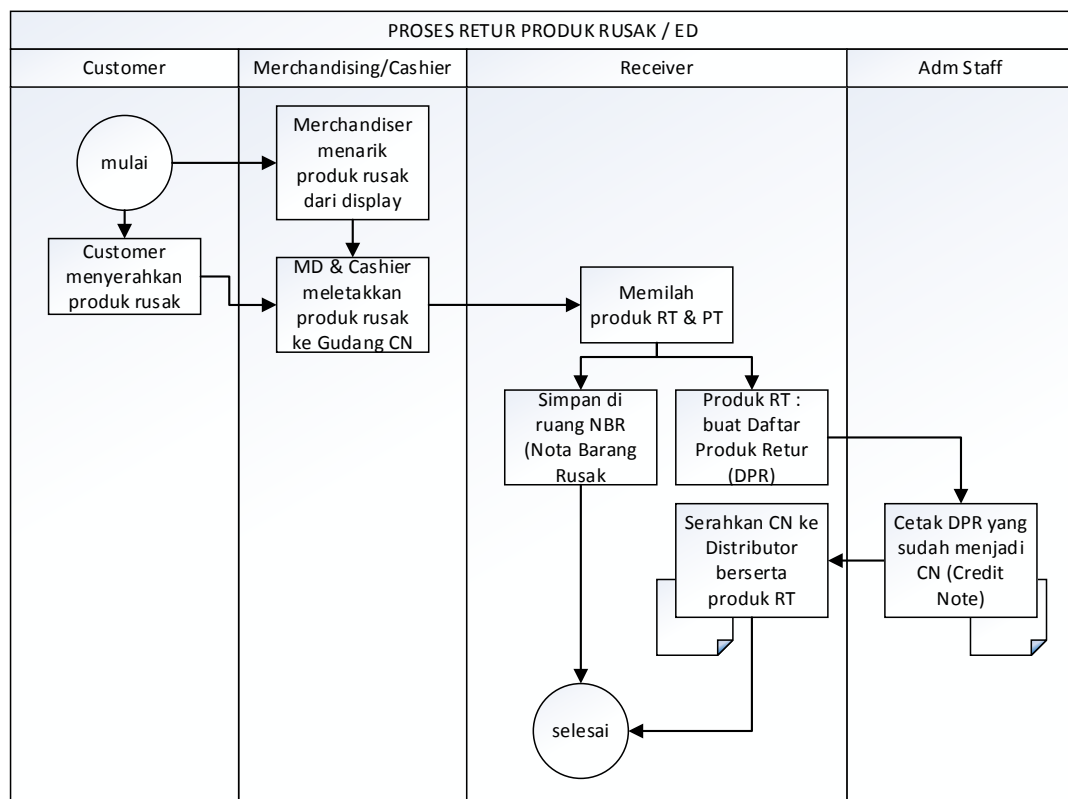 PROSES RETUR PRODUK RUSAK / ED
Customer
Merchandising/Cashier
Receiver
Adm Staff
mulai
Merchandiser
menarik
produk rusak
dari display
Customer
menyerahkan
produk rusak
MD & Cashier
meletakkan
produk rusak
ke Gudang CN
Memilah
produk RT & PT
Simpan di
ruang NBR
(Nota Barang
Rusak
Produk RT :
buat Daftar
Produk Retur
(DPR)
Serahkan CN ke
Distributor
berserta
produk RT
Cetak DPR yang
sudah menjadi
CN (Credit
Note)
selesai